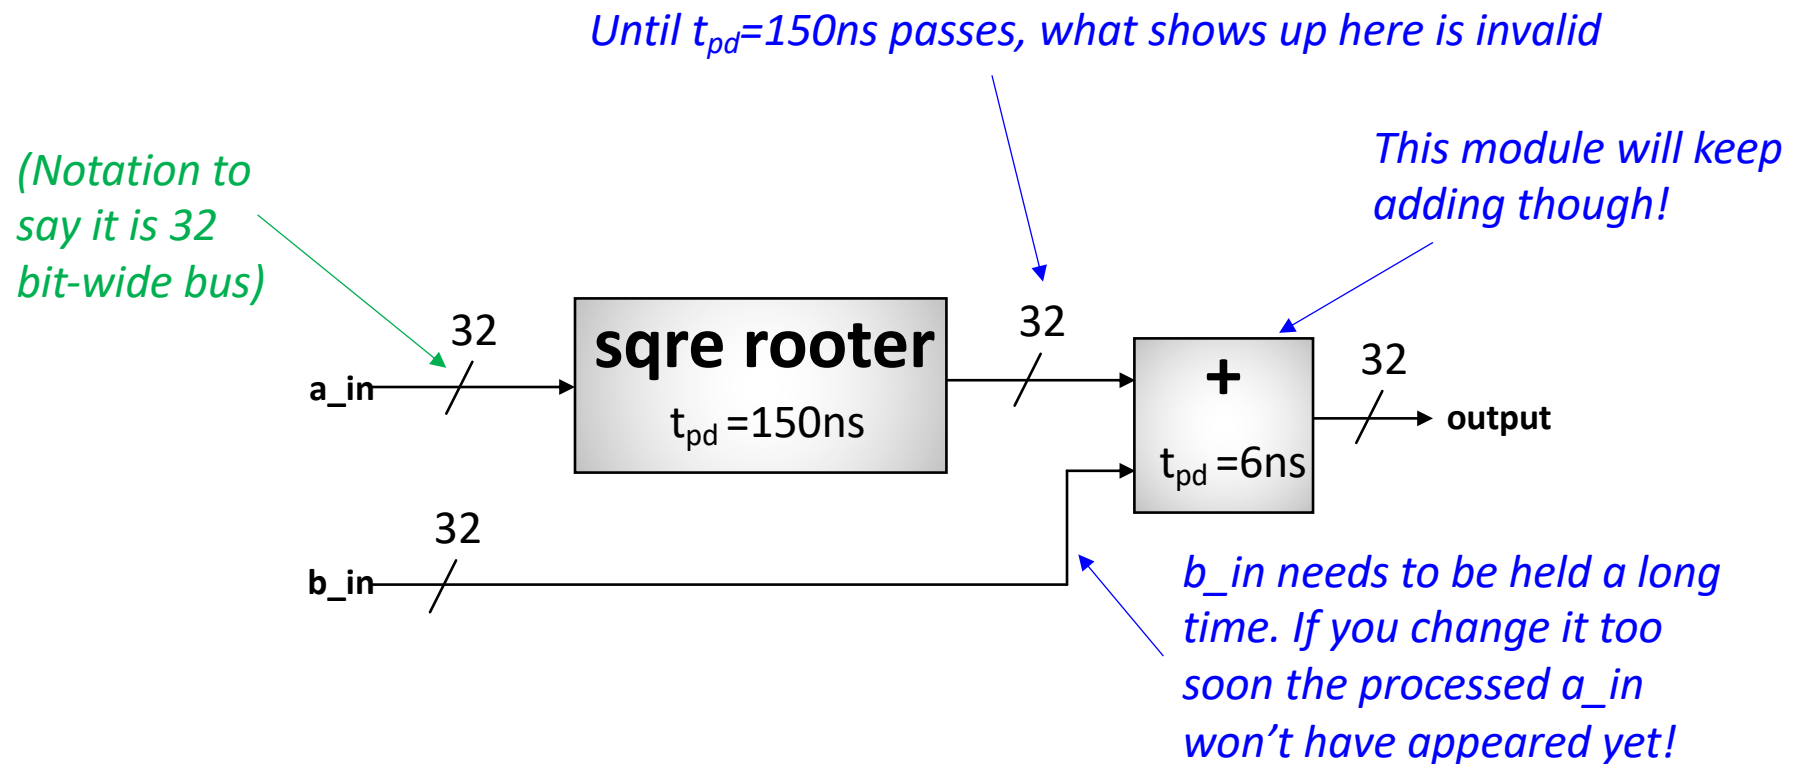 Until tpd=150ns passes, what shows up here is invalid
This module will keep
adding though!
(Notation to
say it is 32
bit-wide bus)
32
a_in
sqre rooter
tpd =150ns
32
+
tpd =6ns
32
output
32
b_in
b_in needs to be held a long
time. If you change it too
soon the processed a_in
won’t have appeared yet!